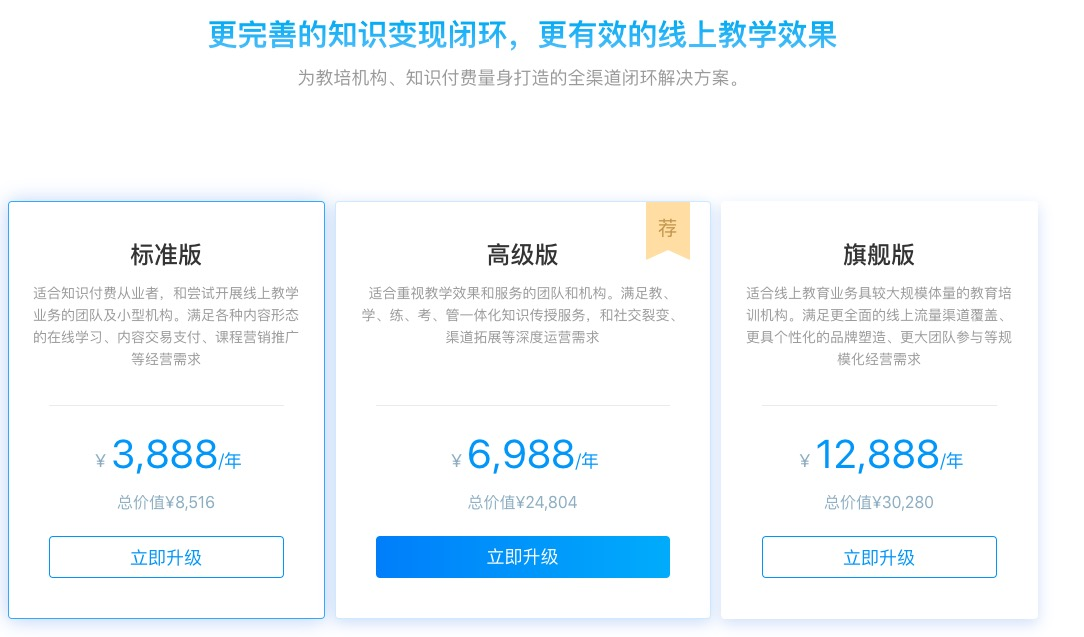 更完善的知识变现闭环，更有效的线上教学效果
为教培机构、知识付费量身打造的全渠道闭环解决方案。
标准版
适合知识付费从业者，和尝试开展线上教学
业务的团队及小型机构。满足各种内容形态
的在线学习、内容交易支付、课程营销推广
等经营需求
¥ 3,888/年
总价值¥8,516
立即升级
荐
高级版
适合重视教学效果和服务的团队和机构。满足教、
学、练、考、管一体化知识传授服务，和社交裂变、
渠道拓展等深度运营需求
¥ 6,988/年
总价值¥24,804
立即升级
旗舰版
适合线上教育业务具较大规模体量的教育培
训机构。满足更全面的线上流量渠道覆盖、
更具个性化的品牌塑造、更大团队参与等规
模化经营需求
¥ 12,888/年
总价值¥30,280
立即升级